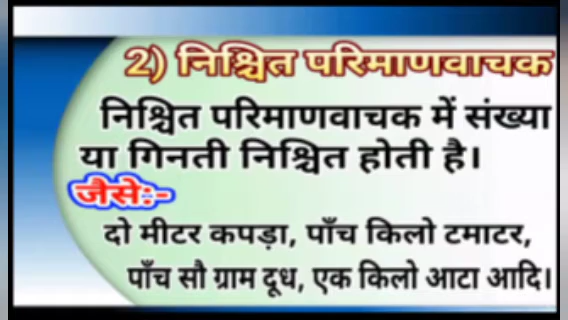 2) निश्चित परिमाणवाचक
निश्चित परिमाणवाचक में संख्या
या गिनती निश्चित होती है।
जैसे:-
दो मीटर कपड़ा, पाँच किलो टमाटर,
पाँच सौ ग्राम दूध, एक किलो आटा आदि।